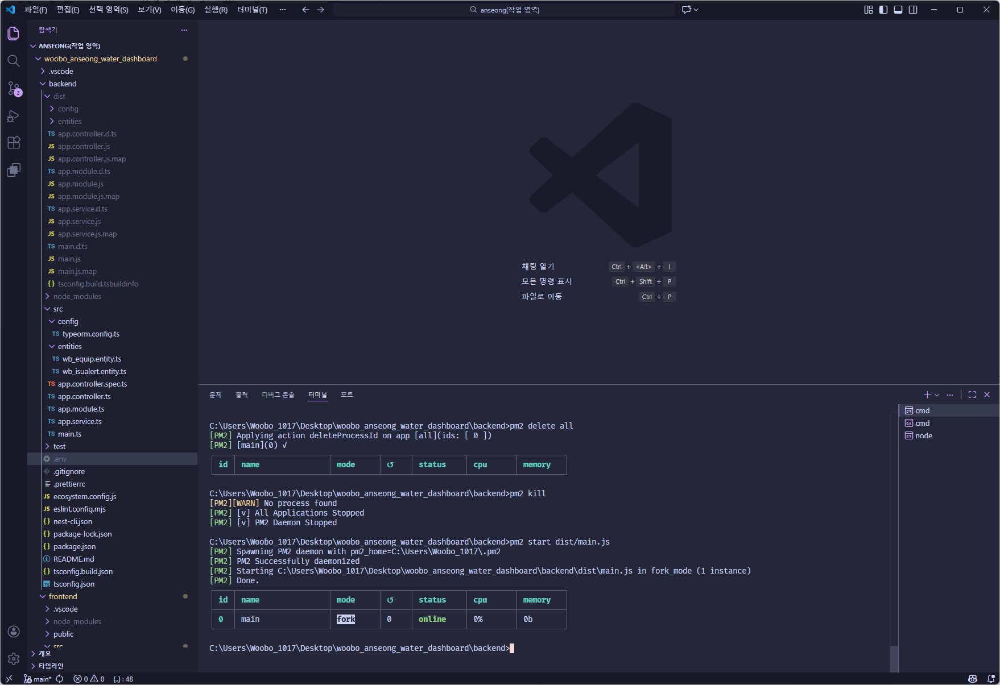 파일(F) 편집(E) 선택 영역(S) 보기(V) 이동(G) 실행(R) 터미널(T) ··· anseong(작업 영역)
탐색기 ···
ANSEONG(작업 영역)
woobo_anseong_water_dashboard
.vscode
backend
dist
config
entities
TS app.controller.d.ts
JS app.controller.js
JS app.controller.js.map
TS app.module.d.ts
JS app.module.js
JS app.module.js.map
TS app.service.d.ts
JS app.service.js
JS app.service.js.map
TS main.d.ts
JS main.js
JS main.js.map
{} tsconfig.build.tsbuildinfo
node_modules
src
config
TS typeorm.config.ts
entities
TS wb_equip.entity.ts
TS wb_isualert.entity.ts
TS app.controller.spec.ts
TS app.controller.ts
TS app.module.ts
TS app.service.ts
TS main.ts
test
.env
.gitignore
.prettierrc
JS ecosystem.config.js
JS eslint.config.mjs
{} nest-cli.json
{} package-lock.json
{} package.json
README.md
{} tsconfig.build.json
TS tsconfig.json
frontend
.vscode
node_modules
public
src
개요
타임라인
2
채팅 열기 Ctrl + <Alt> + I
모든 명령 표시 Ctrl + Shift + P
파일로 이동 Ctrl + P
문제 출력 디버그 콘솔 터미널 포트
C:\Users\Woobo_1017\Desktop\woobo_anseong_water_dashboard\backend>pm2 delete all
[PM2] Applying action deleteProcessId on app [all](ids: [ 0 ])
[PM2] [main](0) √
id name mode ↺ status cpu memory
C:\Users\Woobo_1017\Desktop\woobo_anseong_water_dashboard\backend>pm2 kill
[PM2][WARN] No process found
[PM2] [v] All Applications Stopped
[PM2] [v] PM2 Daemon Stopped
C:\Users\Woobo_1017\Desktop\woobo_anseong_water_dashboard\backend>pm2 start dist/main.js
[PM2] Spawning PM2 daemon with pm2_home=C:\Users\Woobo_1017\.pm2
[PM2] PM2 Successfully daemonized
[PM2] Starting C:\Users\Woobo_1017\Desktop\woobo_anseong_water_dashboard\backend\dist\main.js in fork_mode (1 instance)
[PM2] Done.
id name mode ↺ status cpu memory
0 main fork 0 online 0% 0b
C:\Users\Woobo_1017\Desktop\woobo_anseong_water_dashboard\backend>
cmd
cmd
node
main* 0 0 {..} : 48